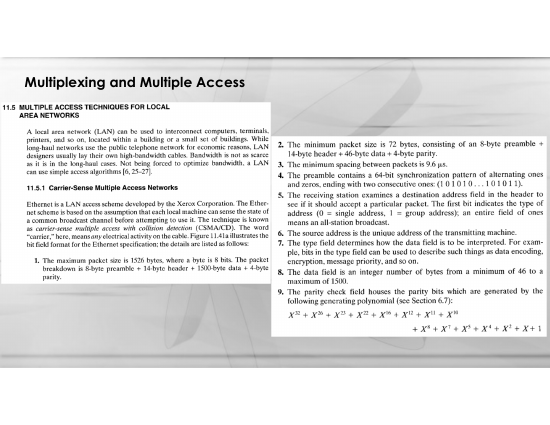 Multiplexing and Multiple Access
11.5 MULTIPLE ACCESS TECHNIQUES FOR LOCAL
AREA NETWORKS
A local area network (LAN) can be used to interconnect computers, terminals,
printers, and so on, located within a building or a small set of buildings. While
long-haul networks use the public telephone network for economic reasons, LAN
designers usually lay their own high-bandwidth cables. Bandwidth is not as scarce
as it is in the long-haul cases. Not being forced to optimize bandwidth, a LAN
can use simple access algorithms [6, 25–27].
11.5.1 Carrier-Sense Multiple Access Networks
Ethernet is a LAN access scheme developed by the Xerox Corporation. The Ether-
net scheme is based on the assumption that each local machine can sense the state of
a common broadcast channel before attempting to use it. The technique is known
as carrier-sense multiple access with collision detection (CSMA/CD). The word
“carrier,” here, means any electrical activity on the cable. Figure 11.41a illustrates the
bit field format for the Ethernet specification; the details are listed as follows:
1. The maximum packet size is 1526 bytes, where a byte is 8 bits. The packet
breakdown is 8-byte preamble + 14-byte header + 1500-byte data + 4-byte
parity.
2. The minimum packet size is 72 bytes, consisting of an 8-byte preamble +
14-byte header + 46-byte data + 4-byte parity.
3. The minimum spacing between packets is 9.6 μs.
4. The preamble contains a 64-bit synchronization pattern of alternating ones
and zeros, ending with two consecutive ones: (1 0 1 0 1 0 . . . 1 0 1 0 1 1).
5. The receiving station examines a destination address field in the header to
see if it should accept a particular packet. The first bit indicates the type of
address (0 = single address, 1 = group address); an entire field of ones
means an all-station broadcast.
6. The source address is the unique address of the transmitting machine.
7. The type field determines how the data field is to be interpreted. For exam-
ple, bits in the type field can be used to describe such things as data encoding,
encryption, message priority, and so on.
8. The data field is an integer number of bytes from a minimum of 46 to a
maximum of 1500.
9. The parity check field houses the parity bits which are generated by the
following generating polynomial (see Section 6.7):
X³² + X²⁶ + X²³ + X²² + X¹⁶ + X¹² + X¹¹ + X¹⁰
+ X⁸ + X⁷ + X⁵ + X⁴ + X² + X + 1